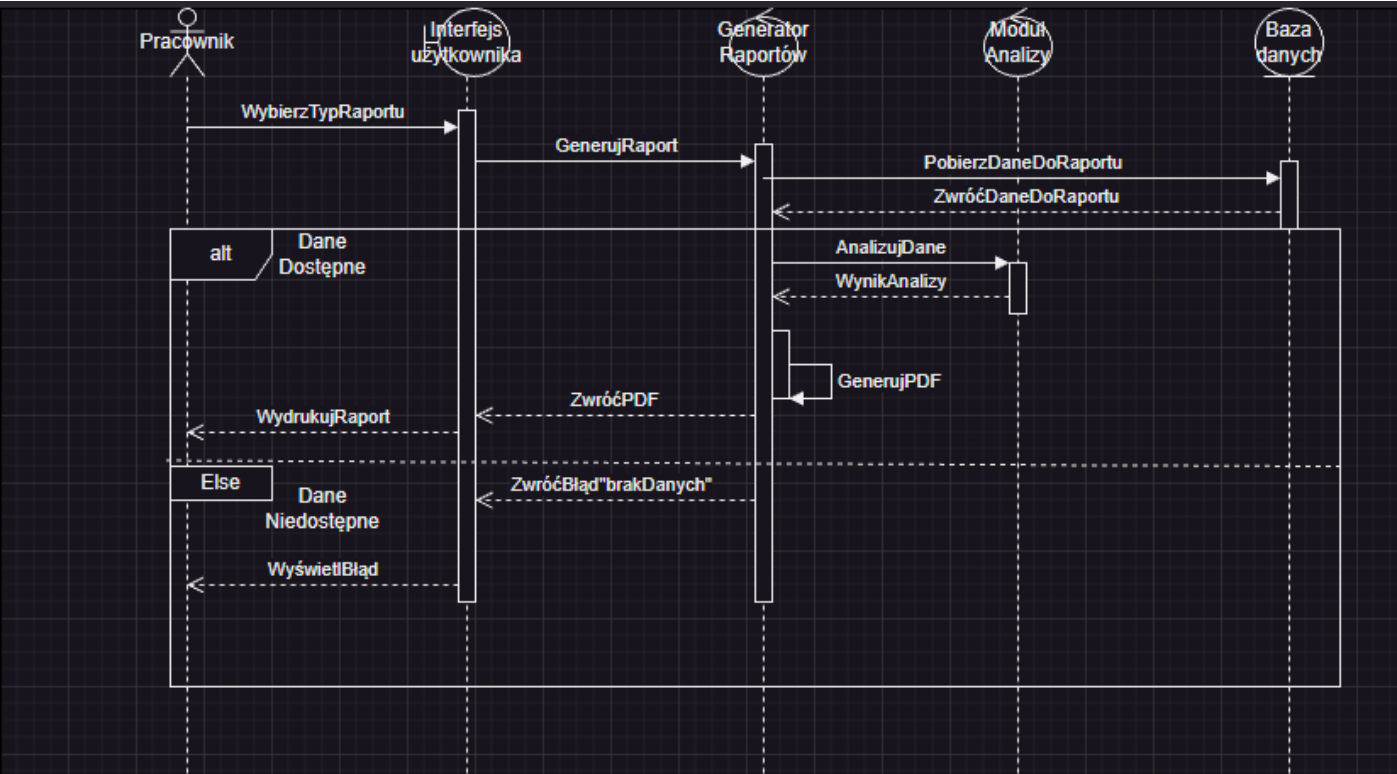 Pracownik
Interfejs
użytkownika
Generator
Raportów
Moduł
Analizy
Baza
danych
WybierzTypRaportu
GenerujRaport
PobierzDaneDoRaportu
ZwróćDaneDoRaportu
alt
Dane
Dostępne
AnalizujDane
WynikAnalizy
GenerujPDF
ZwróćPDF
WydrukujRaport
Else
Dane
Niedostępne
ZwróćBłąd"brakDanych"
WyświetlBłąd